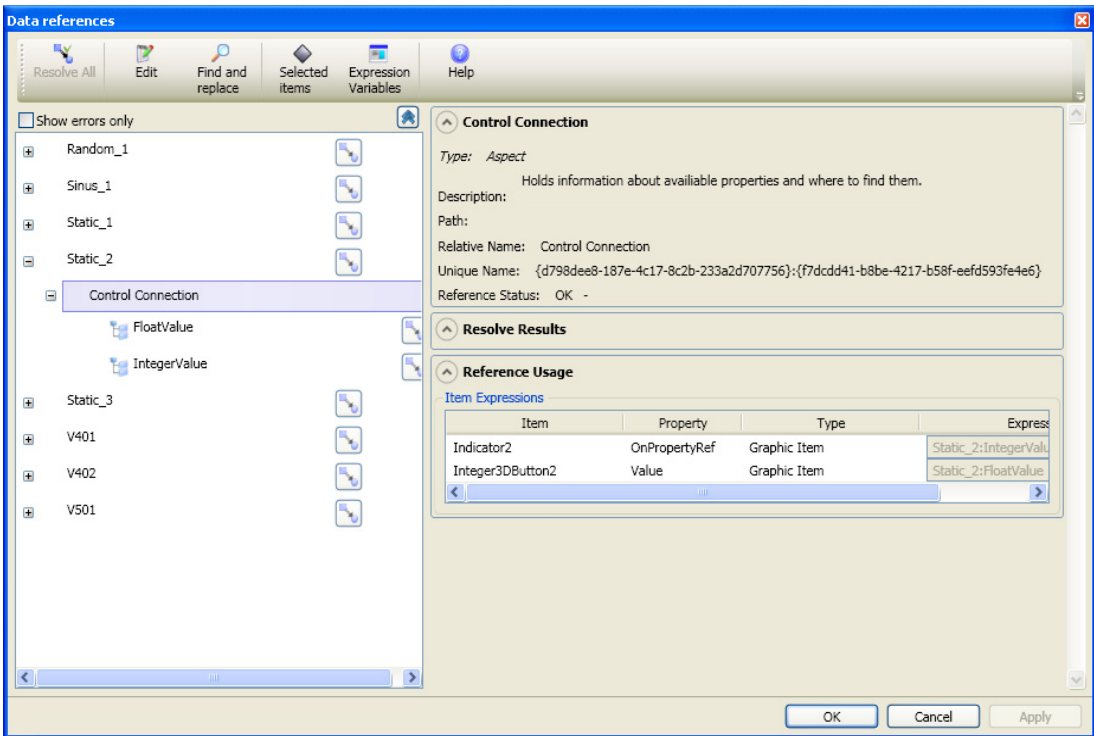 Data references
Resolve All
Edit
Find and replace
Selected items
Expression Variables
Help
Show errors only
Random_1
Sinus_1
Static_1
Static_2
Control Connection
FloatValue
IntegerValue
Static_3
V401
V402
V501
Control Connection
Type: Aspect
Holds information about availiable properties and where to find them.
Description:
Path:
Relative Name: Control Connection
Unique Name: {d798dee8-187e-4c17-8c2b-233a2d707756}:{f7dcdd41-b8be-4217-b58f-eefd593fe4e6}
Reference Status: OK -
Resolve Results
Reference Usage
Item Expressions
Item Property Type Express
Indicator2 OnPropertyRef Graphic Item Static_2:IntegerValu
Integer3DButton2 Value Graphic Item Static_2:FloatValue
OK Cancel Apply